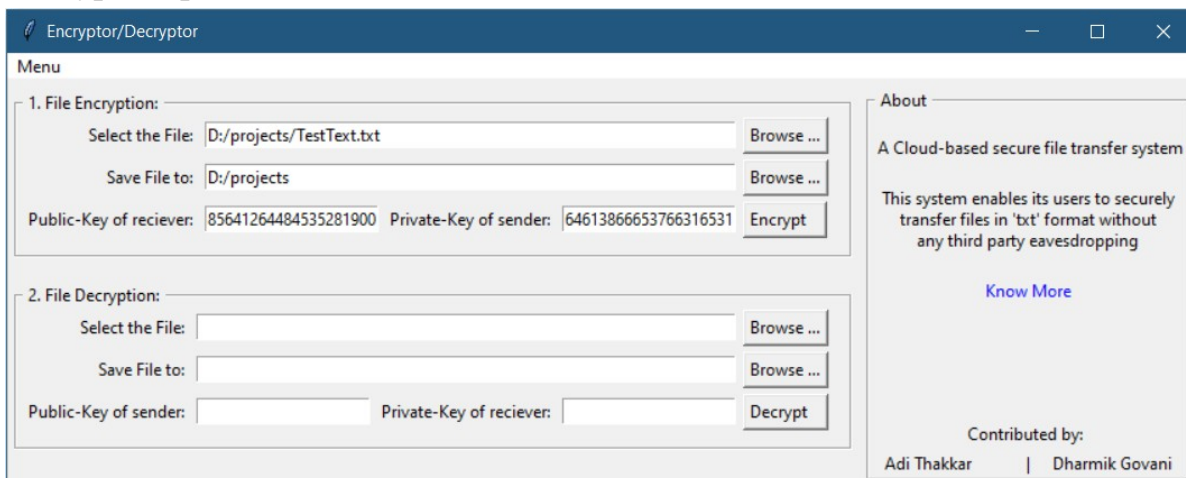 Encryptor/Decryptor
Menu
1. File Encryption:
Select the File: D:/projects/TestText.txt Browse ...
Save File to: D:/projects Browse ...
Public-Key of reciever: 85641264484535281900 Private-Key of sender: 64613866653766316531 Encrypt
2. File Decryption:
Select the File: Browse ...
Save File to: Browse ...
Public-Key of sender: Private-Key of reciever: Decrypt
About
A Cloud-based secure file transfer system
This system enables its users to securely
transfer files in 'txt' format without
any third party eavesdropping
Know More
Contributed by:
Adi Thakkar | Dharmik Govani